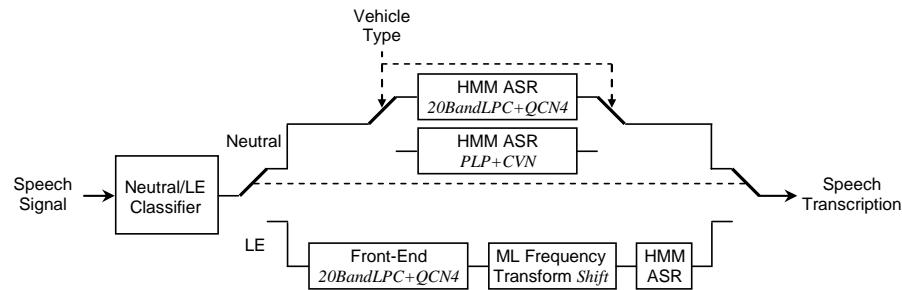 Vehicle
Type
HMM ASR
20BandLPC+QCN4
Neutral
HMM ASR
PLP+CVN
Speech
Signal
Neutral/LE
Classifier
Speech
Transcription
LE
Front-End
20BandLPC+QCN4
ML Frequency
Transform Shift
HMM
ASR